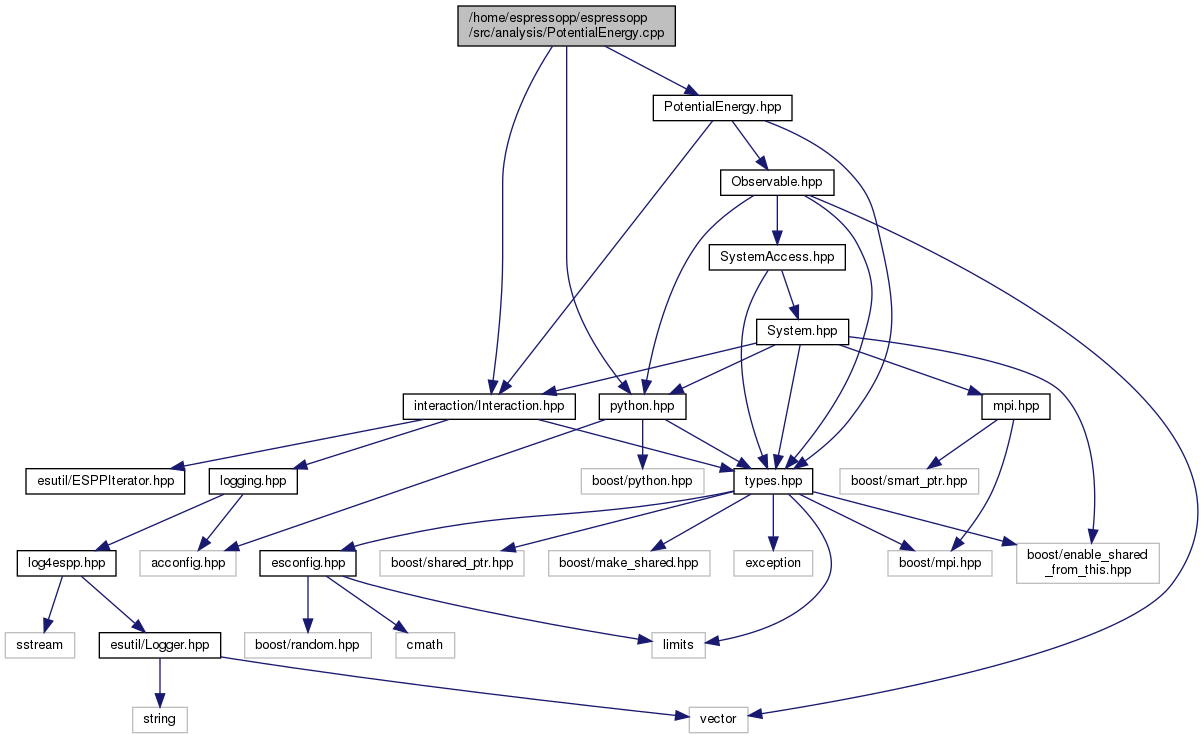 /home/espressopp/espressopp
/src/analysis/PotentialEnergy.cpp
PotentialEnergy.hpp
Observable.hpp
SystemAccess.hpp
System.hpp
interaction/Interaction.hpp
python.hpp
mpi.hpp
esutil/ESPPIterator.hpp
logging.hpp
boost/python.hpp
types.hpp
boost/smart_ptr.hpp
log4espp.hpp
acconfig.hpp
esconfig.hpp
boost/shared_ptr.hpp
boost/make_shared.hpp
exception
boost/mpi.hpp
boost/enable_shared
_from_this.hpp
sstream
esutil/Logger.hpp
boost/random.hpp
cmath
limits
string
vector